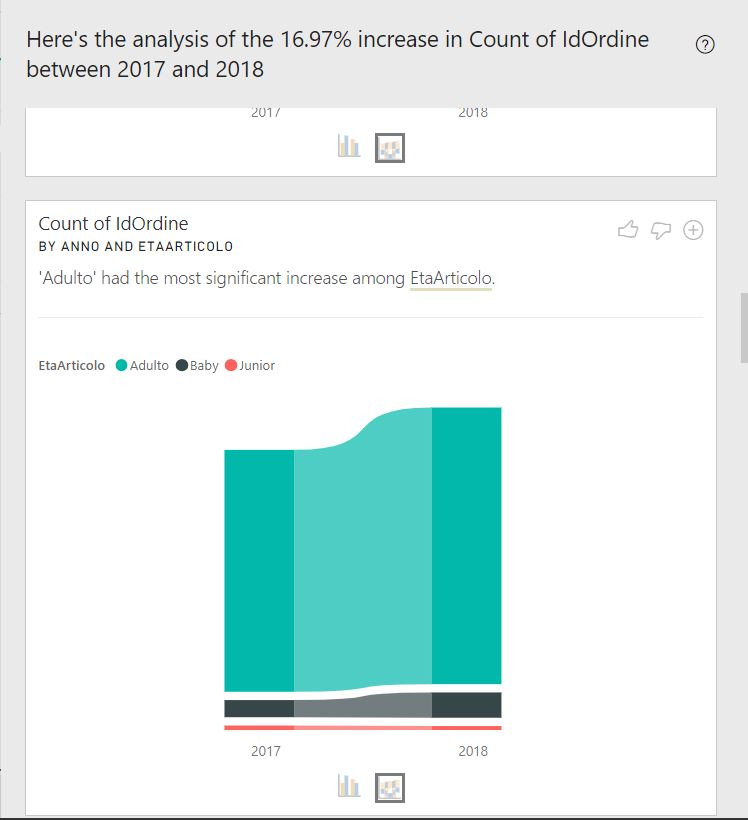 Here's the analysis of the 16.97% increase in Count of IdOrdine
between 2017 and 2018
?
2017 2018
Count of IdOrdine
BY ANNO AND ETAARTICOLO
'Adulto' had the most significant increase among EtaArticolo.
EtaArticolo Adulto Baby Junior
2017 2018